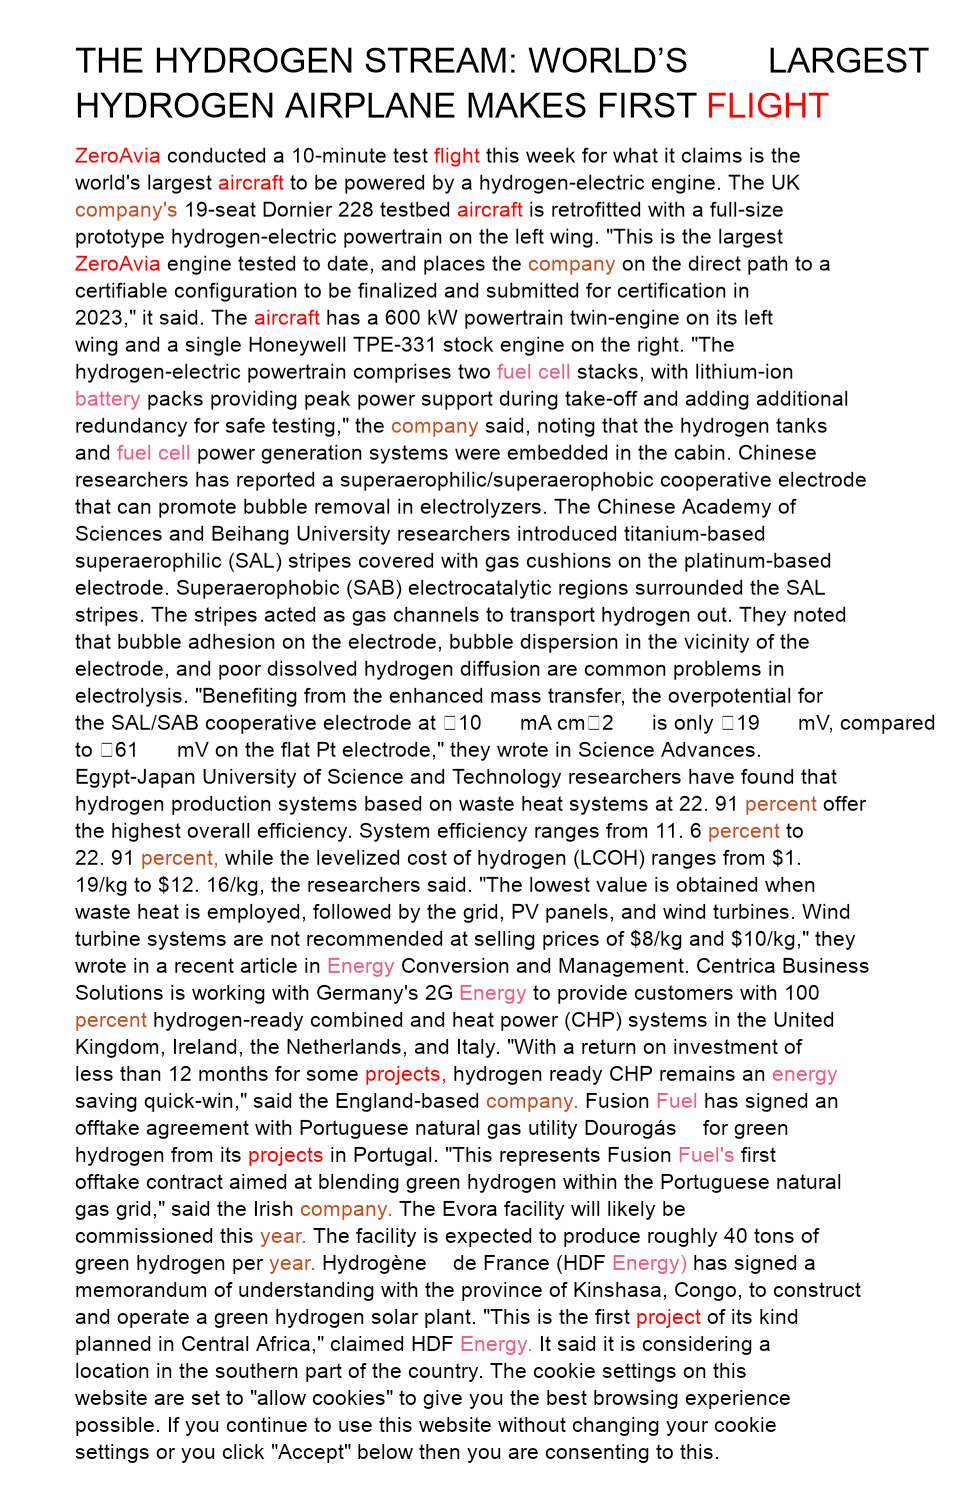 THE HYDROGEN STREAM: WORLD’S LARGEST
HYDROGEN AIRPLANE MAKES FIRST FLIGHT
ZeroAvia conducted a 10-minute test flight this week for what it claims is the
world's largest aircraft to be powered by a hydrogen-electric engine. The UK
company's 19-seat Dornier 228 testbed aircraft is retrofitted with a full-size
prototype hydrogen-electric powertrain on the left wing. "This is the largest
ZeroAvia engine tested to date, and places the company on the direct path to a
certifiable configuration to be finalized and submitted for certification in
2023," it said. The aircraft has a 600 kW powertrain twin-engine on its left
wing and a single Honeywell TPE-331 stock engine on the right. "The
hydrogen-electric powertrain comprises two fuel cell stacks, with lithium-ion
battery packs providing peak power support during take-off and adding additional
redundancy for safe testing," the company said, noting that the hydrogen tanks
and fuel cell power generation systems were embedded in the cabin. Chinese
researchers has reported a superaerophilic/superaerophobic cooperative electrode
that can promote bubble removal in electrolyzers. The Chinese Academy of
Sciences and Beihang University researchers introduced titanium-based
superaerophilic (SAL) stripes covered with gas cushions on the platinum-based
electrode. Superaerophobic (SAB) electrocatalytic regions surrounded the SAL
stripes. The stripes acted as gas channels to transport hydrogen out. They noted
that bubble adhesion on the electrode, bubble dispersion in the vicinity of the
electrode, and poor dissolved hydrogen diffusion are common problems in
electrolysis. "Benefiting from the enhanced mass transfer, the overpotential for
the SAL/SAB cooperative electrode at □10 mA cm□2 is only □19 mV, compared
to □61 mV on the flat Pt electrode," they wrote in Science Advances.
Egypt-Japan University of Science and Technology researchers have found that
hydrogen production systems based on waste heat systems at 22. 91 percent offer
the highest overall efficiency. System efficiency ranges from 11. 6 percent to
22. 91 percent, while the levelized cost of hydrogen (LCOH) ranges from $1.
19/kg to $12. 16/kg, the researchers said. "The lowest value is obtained when
waste heat is employed, followed by the grid, PV panels, and wind turbines. Wind
turbine systems are not recommended at selling prices of $8/kg and $10/kg," they
wrote in a recent article in Energy Conversion and Management. Centrica Business
Solutions is working with Germany's 2G Energy to provide customers with 100
percent hydrogen-ready combined and heat power (CHP) systems in the United
Kingdom, Ireland, the Netherlands, and Italy. "With a return on investment of
less than 12 months for some projects, hydrogen ready CHP remains an energy
saving quick-win," said the England-based company. Fusion Fuel has signed an
offtake agreement with Portuguese natural gas utility Dourogás for green
hydrogen from its projects in Portugal. "This represents Fusion Fuel's first
offtake contract aimed at blending green hydrogen within the Portuguese natural
gas grid," said the Irish company. The Evora facility will likely be
commissioned this year. The facility is expected to produce roughly 40 tons of
green hydrogen per year. Hydrogène de France (HDF Energy) has signed a
memorandum of understanding with the province of Kinshasa, Congo, to construct
and operate a green hydrogen solar plant. "This is the first project of its kind
planned in Central Africa," claimed HDF Energy. It said it is considering a
location in the southern part of the country. The cookie settings on this
website are set to "allow cookies" to give you the best browsing experience
possible. If you continue to use this website without changing your cookie
settings or you click "Accept" below then you are consenting to this.